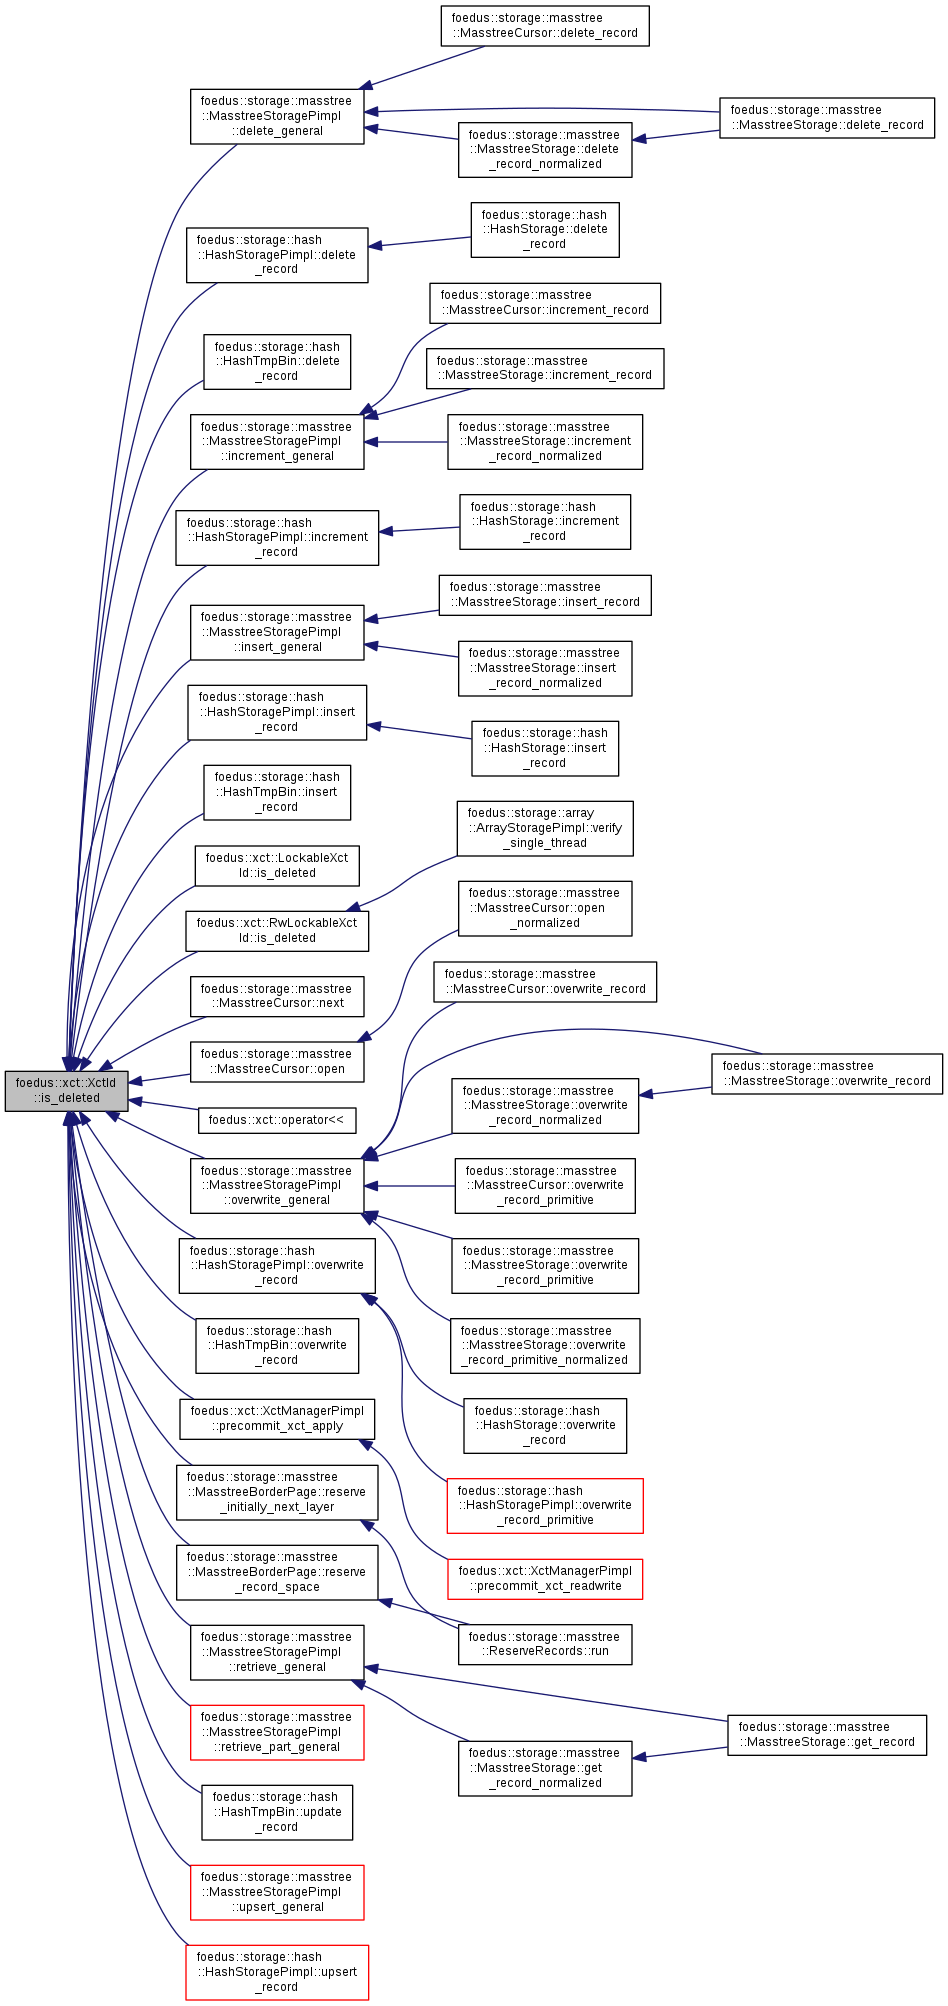 foedus::storage::masstree
::MasstreeCursor::delete_record
foedus::storage::masstree
::MasstreeStoragePimpl
::delete_general
foedus::storage::masstree
::MasstreeStorage::delete_record
foedus::storage::masstree
::MasstreeStorage::delete
_record_normalized
foedus::storage::hash
::HashStorage::delete
_record
foedus::storage::hash
::HashStoragePimpl::delete
_record
foedus::storage::masstree
::MasstreeCursor::increment_record
foedus::storage::hash
::HashTmpBin::delete
_record
foedus::storage::masstree
::MasstreeStorage::increment_record
foedus::storage::masstree
::MasstreeStoragePimpl
::increment_general
foedus::storage::masstree
::MasstreeStorage::increment
_record_normalized
foedus::storage::hash
::HashStorage::increment
_record
foedus::storage::hash
::HashStoragePimpl::increment
_record
foedus::storage::masstree
::MasstreeStorage::insert_record
foedus::storage::masstree
::MasstreeStoragePimpl
::insert_general
foedus::storage::masstree
::MasstreeStorage::insert
_record_normalized
foedus::storage::hash
::HashStoragePimpl::insert
_record
foedus::storage::hash
::HashStorage::insert
_record
foedus::storage::hash
::HashTmpBin::insert
_record
foedus::storage::array
::ArrayStoragePimpl::verify
_single_thread
foedus::xct::LockableXct
Id::is_deleted
foedus::storage::masstree
::MasstreeCursor::open
_normalized
foedus::xct::RwLockableXct
Id::is_deleted
foedus::storage::masstree
::MasstreeCursor::overwrite_record
foedus::storage::masstree
::MasstreeCursor::next
foedus::storage::masstree
::MasstreeCursor::open
foedus::storage::masstree
::MasstreeStorage::overwrite_record
foedus::xct::XctId
::is_deleted
foedus::storage::masstree
::MasstreeStorage::overwrite
_record_normalized
foedus::xct::operator<<
foedus::storage::masstree
::MasstreeStoragePimpl
::overwrite_general
foedus::storage::masstree
::MasstreeCursor::overwrite
_record_primitive
foedus::storage::hash
::HashStoragePimpl::overwrite
_record
foedus::storage::masstree
::MasstreeStorage::overwrite
_record_primitive
foedus::storage::hash
::HashTmpBin::overwrite
_record
foedus::storage::masstree
::MasstreeStorage::overwrite
_record_primitive_normalized
foedus::xct::XctManagerPimpl
::precommit_xct_apply
foedus::storage::hash
::HashStorage::overwrite
_record
foedus::storage::masstree
::MasstreeBorderPage::reserve
_initially_next_layer
foedus::storage::hash
::HashStoragePimpl::overwrite
_record_primitive
foedus::storage::masstree
::MasstreeBorderPage::reserve
_record_space
foedus::xct::XctManagerPimpl
::precommit_xct_readwrite
foedus::storage::masstree
::ReserveRecords::run
foedus::storage::masstree
::MasstreeStoragePimpl
::retrieve_general
foedus::storage::masstree
::MasstreeStoragePimpl
::retrieve_part_general
foedus::storage::masstree
::MasstreeStorage::get_record
foedus::storage::masstree
::MasstreeStorage::get
_record_normalized
foedus::storage::hash
::HashTmpBin::update
_record
foedus::storage::masstree
::MasstreeStoragePimpl
::upsert_general
foedus::storage::hash
::HashStoragePimpl::upsert
_record